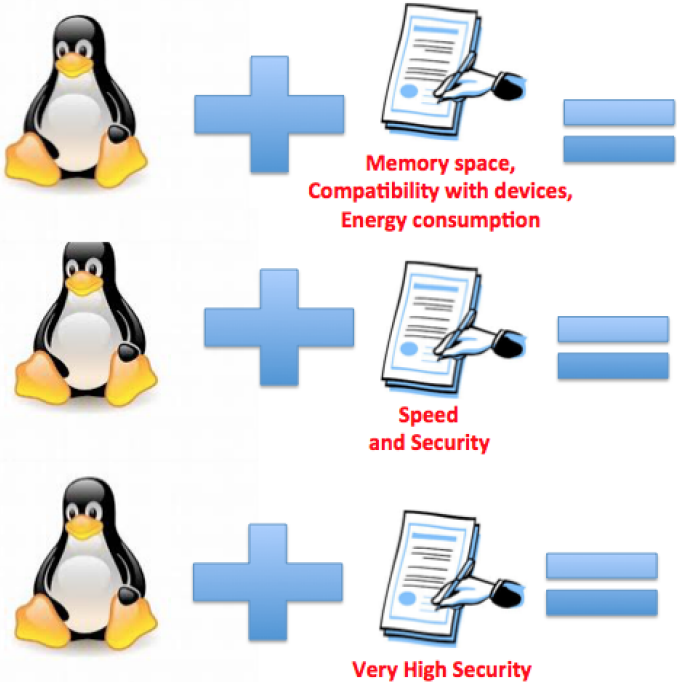 Memory space,
Compatibility with devices,
Energy consumption
Speed
and Security
Very High Security